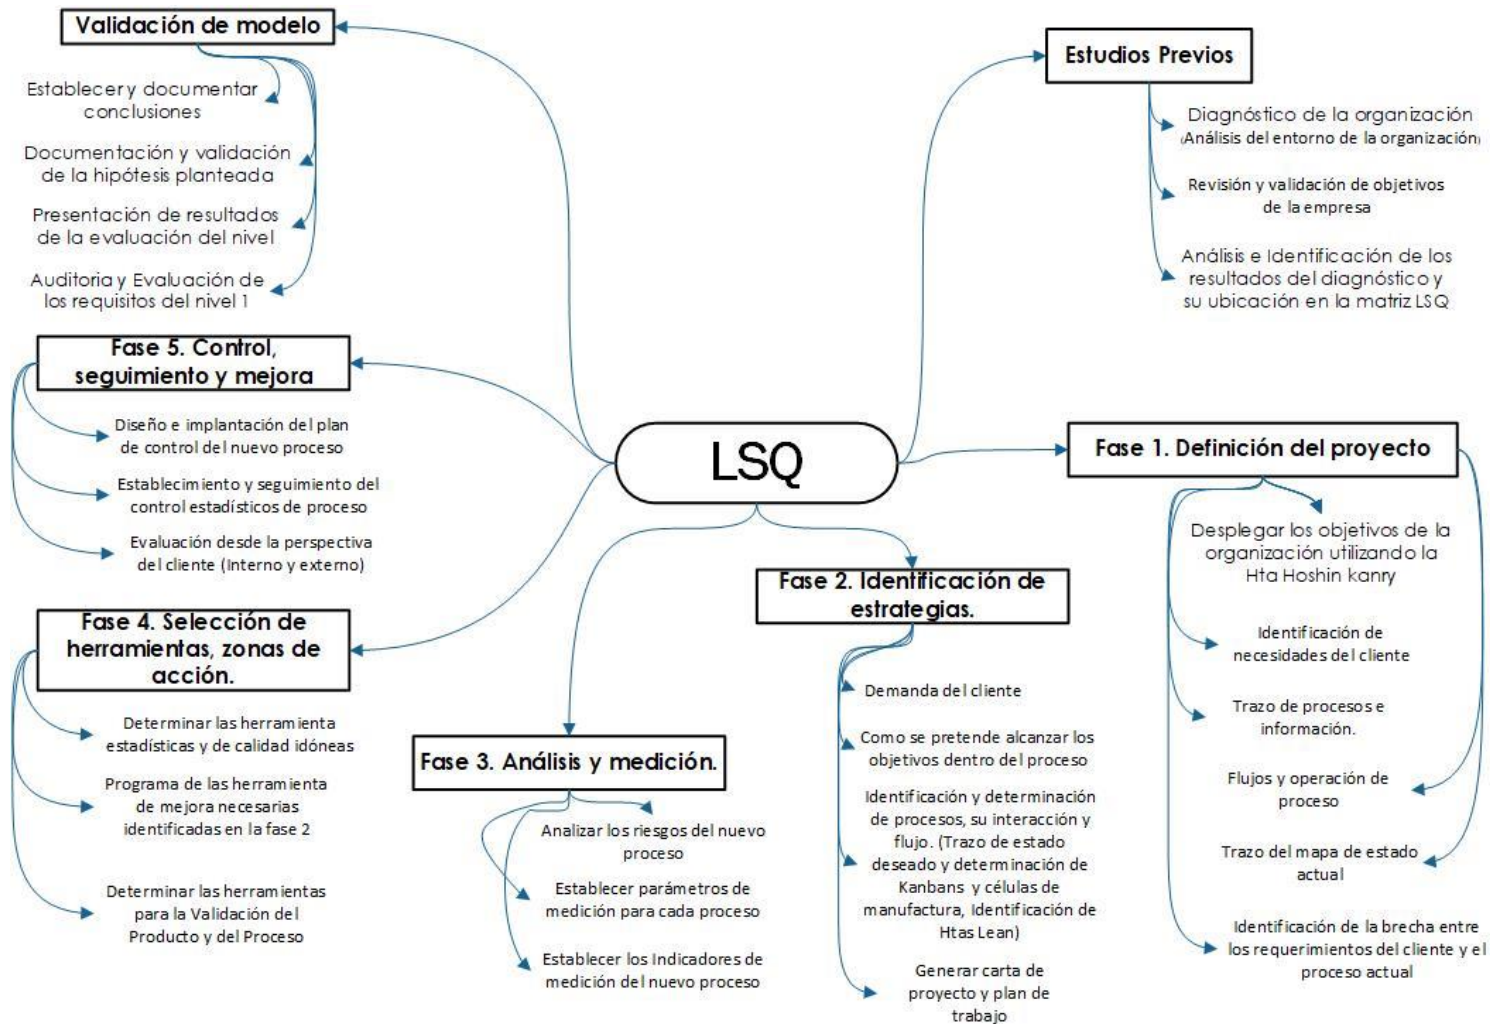 Validación de modelo
Establecer y documentar
conclusiones
Documentación y validación
de la hipótesis planteada
Presentación de resultados
de la evaluación del nivel
Auditoria y Evaluación de
los requisitos del nivel 1
Estudios Previos
Diagnóstico de la organización
(Análisis del entorno de la organización)
Revisión y validación de objetivos
de la empresa
Análisis e Identificación de los
resultados del diagnóstico y
su ubicación en la matriz LSQ
Fase 5. Control,
seguimiento y mejora
Diseño e implantación del plan
de control del nuevo proceso
Establecimiento y seguimiento del
control estadísticos de proceso
Evaluación desde la perspectiva
del cliente (Interno y externo)
LSQ
Fase 1. Definición del proyecto
Desplegar los objetivos de la
organización utilizando la
Hta Hoshin kanry
Identificación de
necesidades del cliente
Trazo de procesos e
información.
Flujos y operación de
proceso
Trazo del mapa de estado
actual
Identificación de la brecha entre
los requerimientos del cliente y el
proceso actual
Fase 2. Identificación de
estrategias.
Demanda del cliente
Como se pretende alcanzar los
objetivos dentro del proceso
Identificación y determinación
de procesos, su interacción y
flujo. (Trazo de estado
deseado y determinación de
Kanbans y células de
manufactura, Identificación de
Htas Lean)
Generar carta de
proyecto y plan de
trabajo
Fase 3. Análisis y medición.
Analizar los riesgos del nuevo
proceso
Establecer parámetros de
medición para cada proceso
Establecer los Indicadores de
medición del nuevo proceso
Fase 4. Selección de
herramientas, zonas de
acción.
Determinar las herramienta
estadísticas y de calidad idóneas
Programa de las herramienta
de mejora necesarias
identificadas en la fase 2
Determinar las herramientas
para la Validación del
Producto y del Proceso